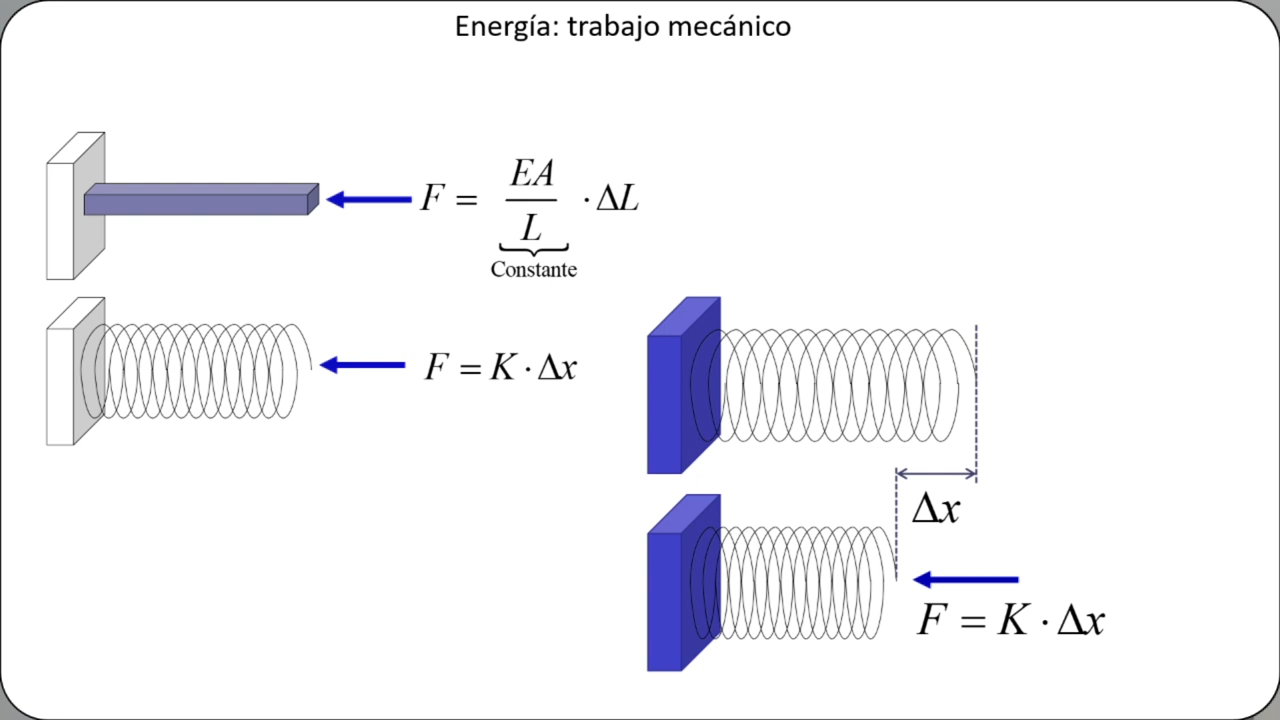 Energía: trabajo mecánico
F = EA/L · ΔL
Constante
F = K · Δx
Δx
F = K · Δx